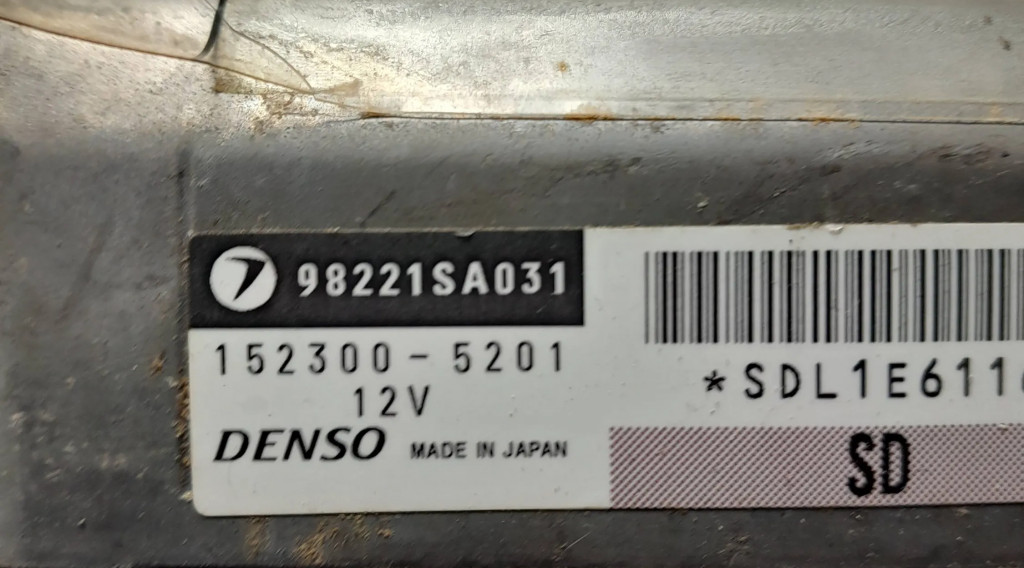 98221SA031
152300-5201
12V
DENSO MADE IN JAPAN
*SDL1E611
SD